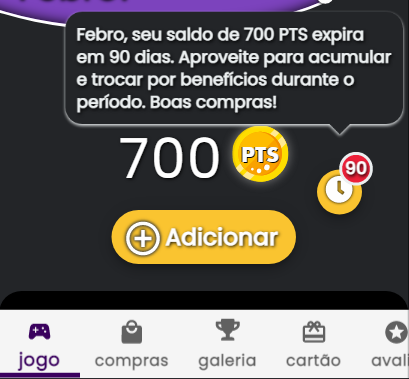 Febro, seu saldo de 700 PTS expira
em 90 dias. Aproveite para acumular
e trocar por benefícios durante o
período. Boas compras!
700 PTS
90
Adicionar
jogo compras galeria cartão avali